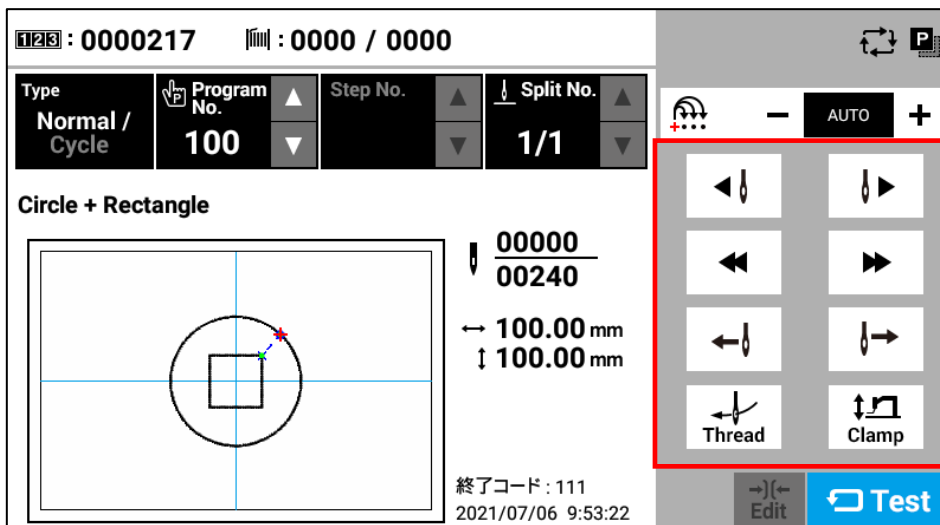 123 : 0000217 : 0000 / 0000
P
Type
Normal /
Cycle
P Program No.
100
Step No.
Split No.
1/1
AUTO
Circle + Rectangle
00000
00240
100.00 mm
100.00 mm
Thread
Clamp
終了コード : 111
2021/07/06 9:53:22
Edit
Test